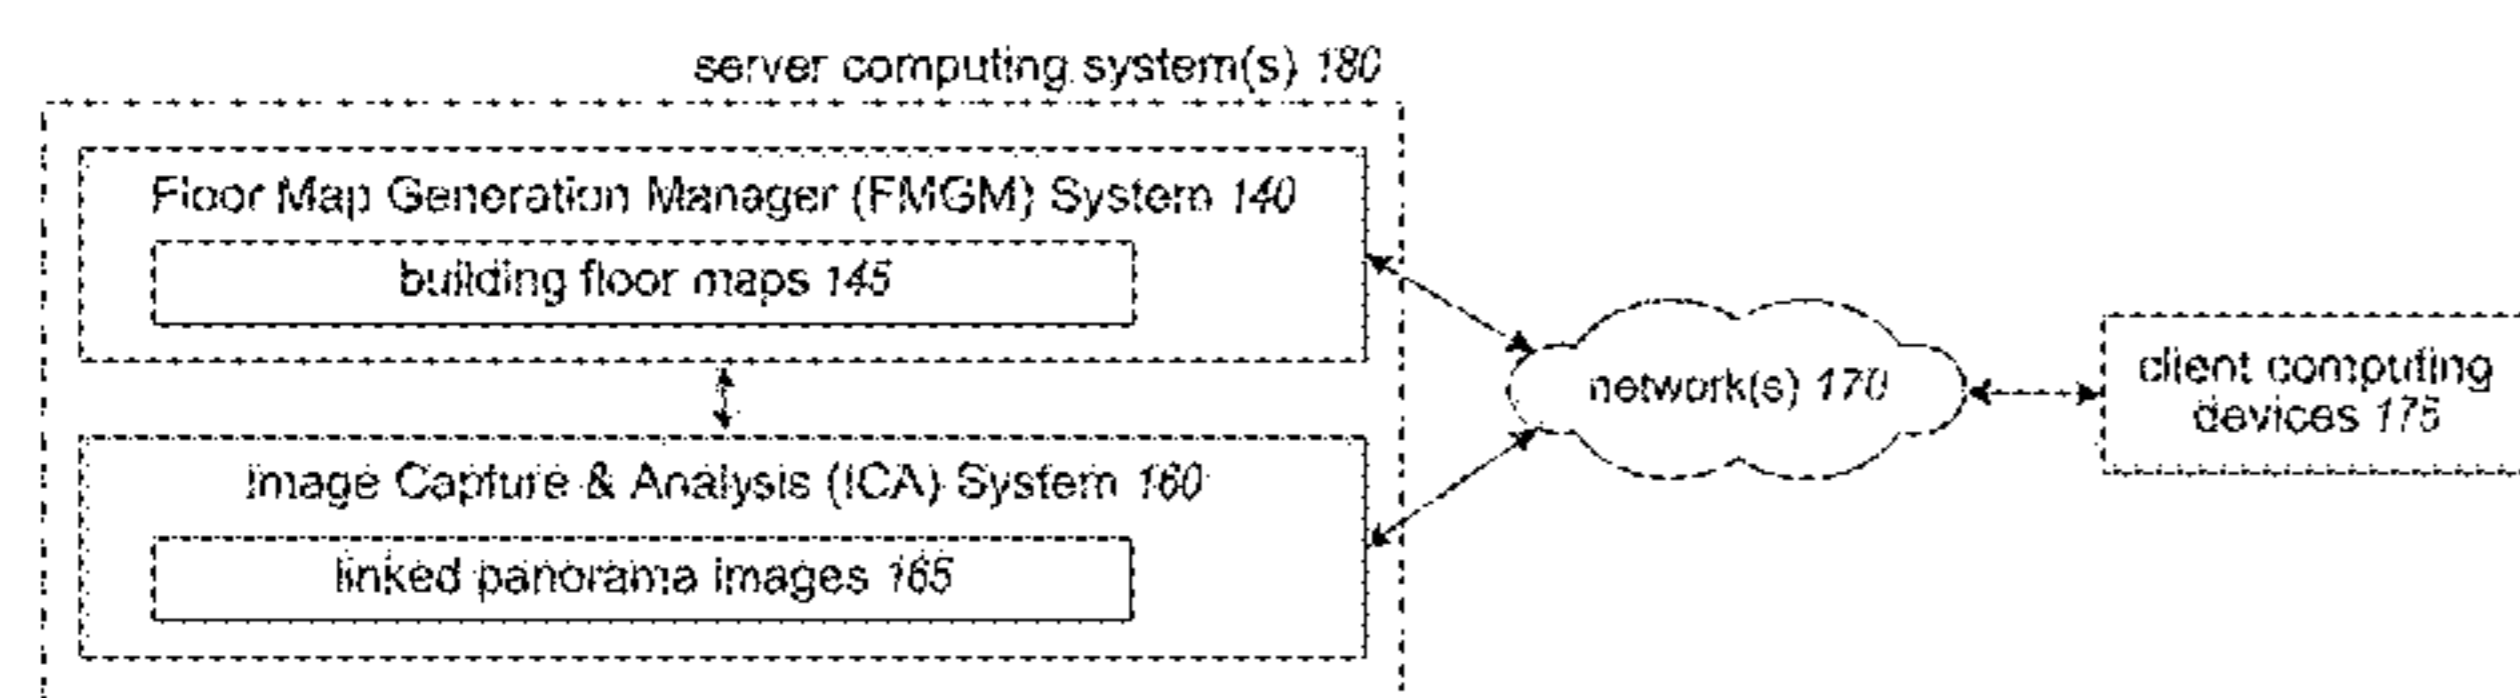 server computing system(s) 180
Floor Map Generation Manager (FMGM) System 140
building floor maps 145
network(s) 170
client computing
devices 175
Image Capture & Analysis (ICA) System 160
linked panorama images 165